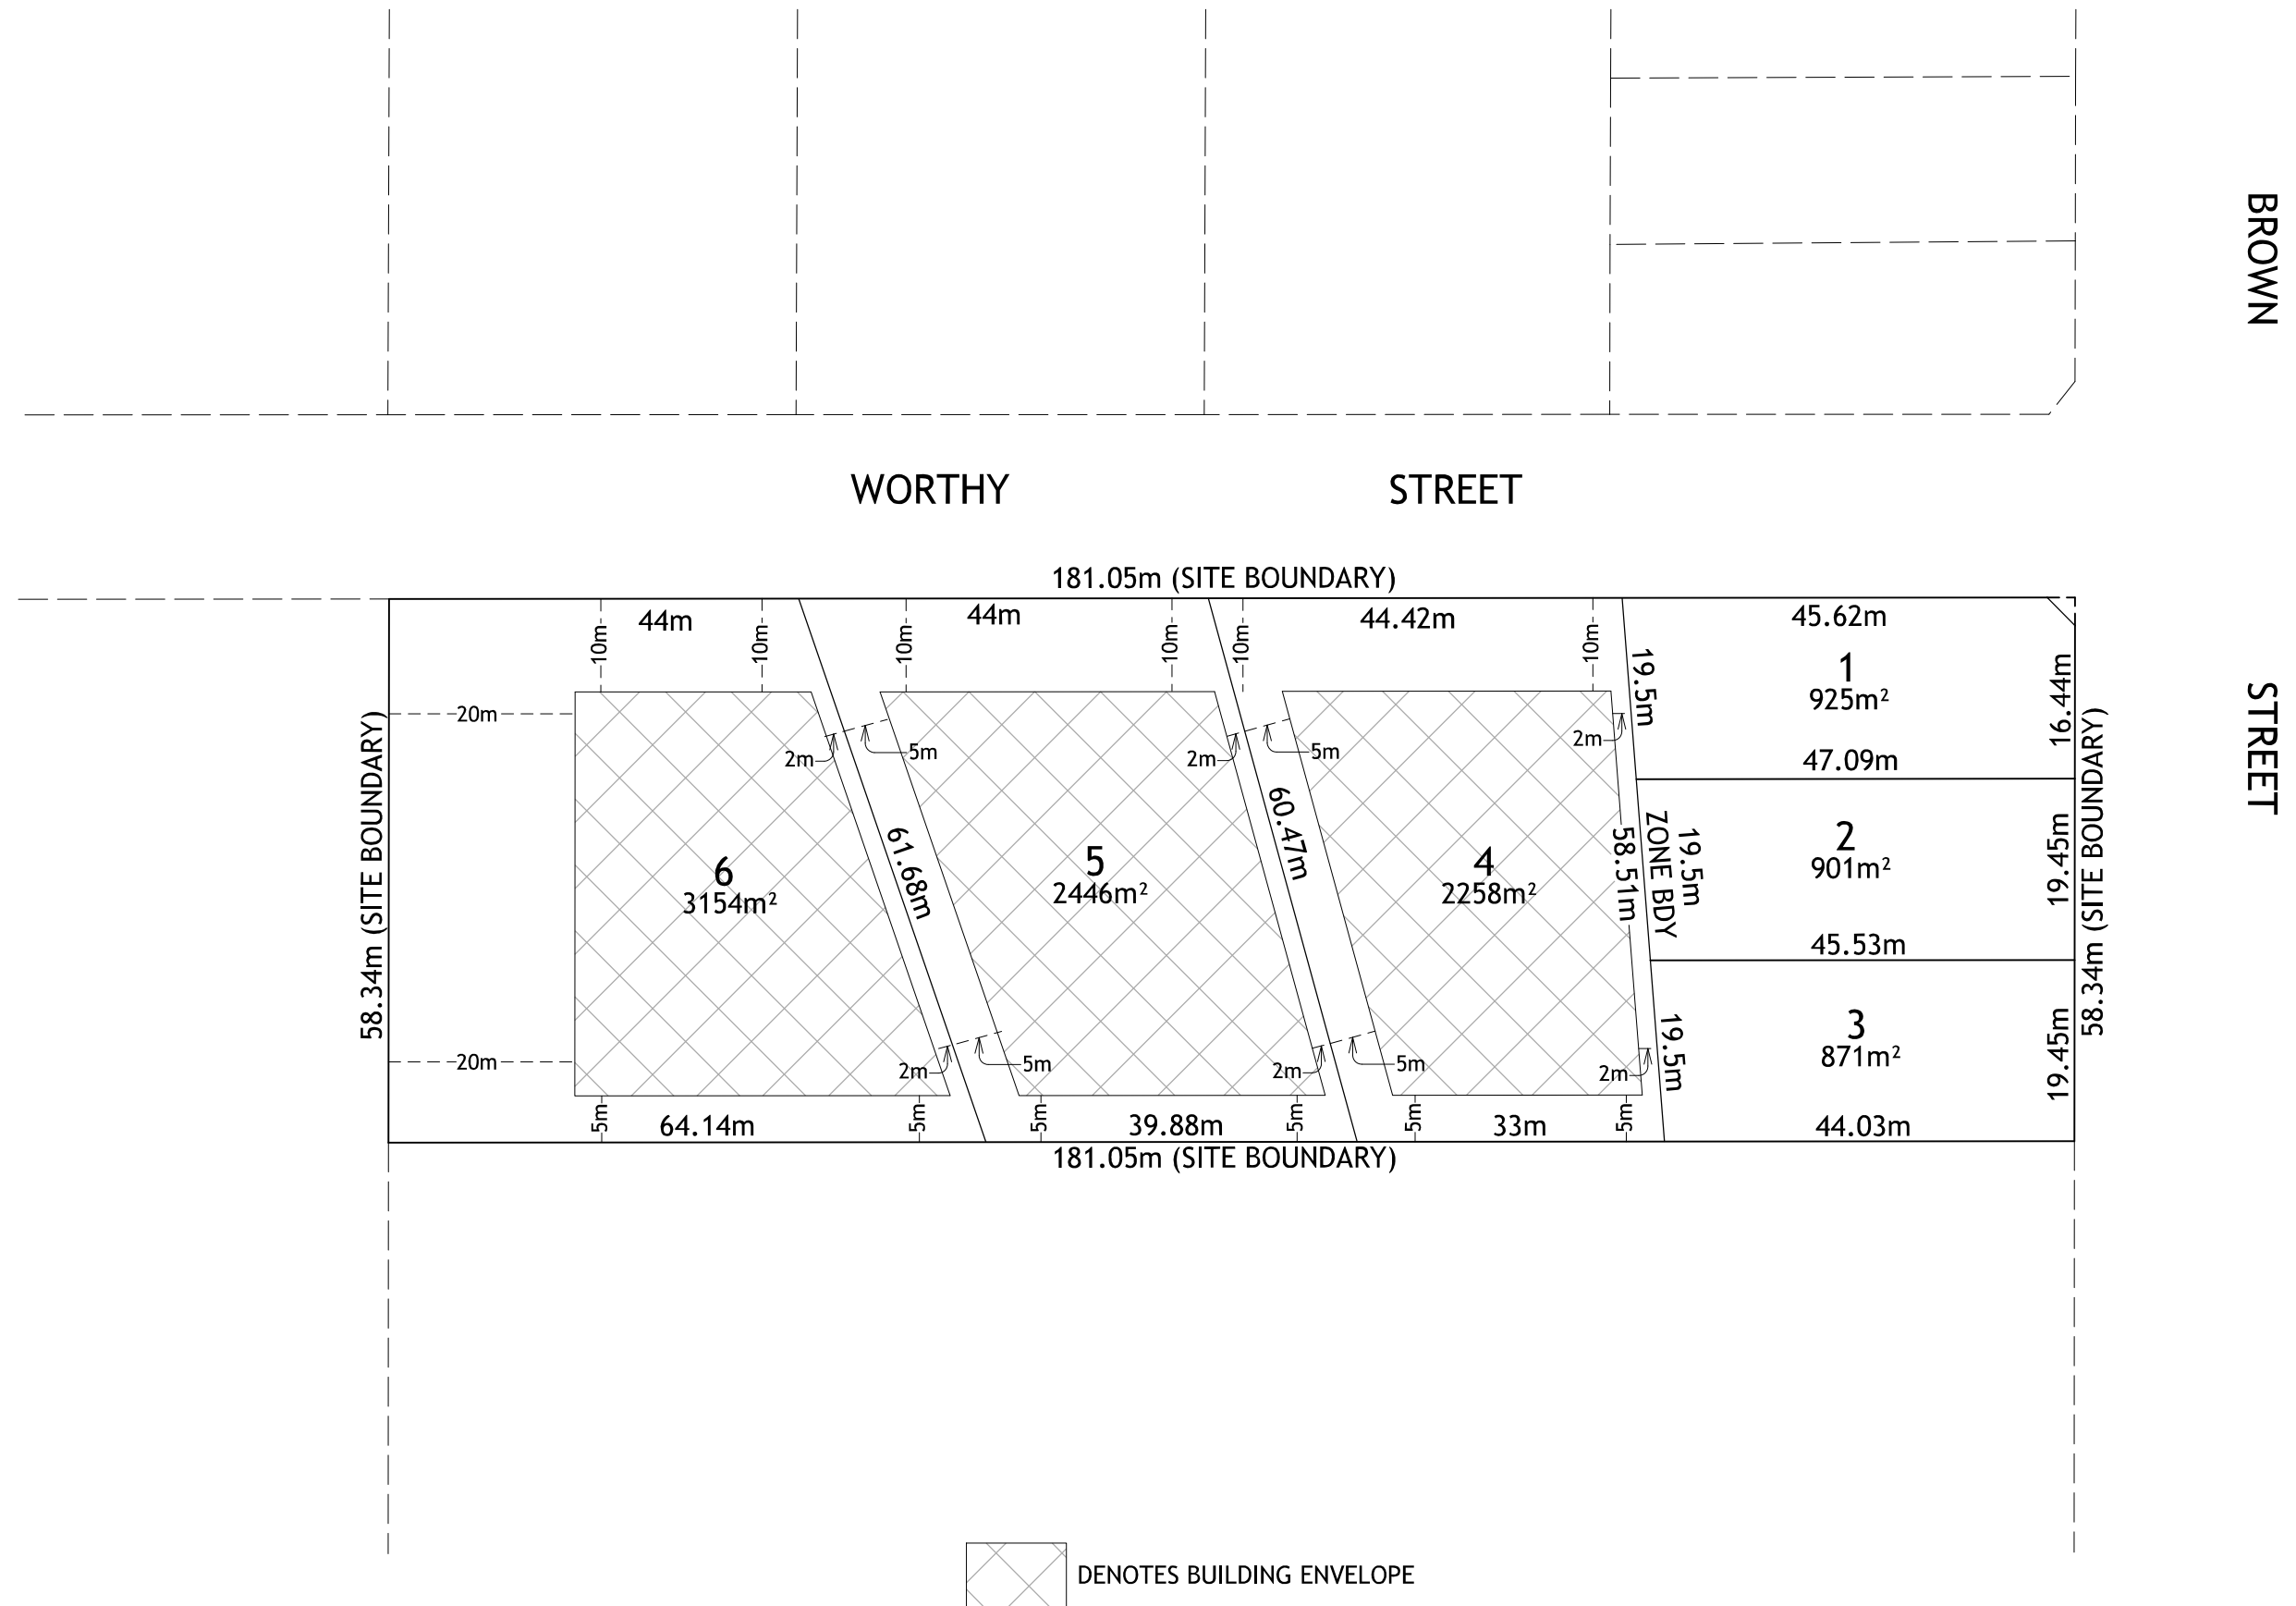 BROWN
STREET
WORTHY STREET
181.05m (SITE BOUNDARY)
44m
44m
44.42m
45.62m
10m
10m
10m
10m
10m
10m
19.5m
1
925m²
16.44m
20m
2m
5m
2m
5m
2m
47.09m
58.34m (SITE BOUNDARY)
6
3154m²
61.68m
5
2446m²
60.47m
4
2258m²
58.51m
ZONE BDY
19.5m
2
901m²
19.45m
58.34m (SITE BOUNDARY)
45.53m
20m
2m
5m
2m
5m
2m
19.5m
3
871m²
19.45m
5m
64.14m
5m
5m
39.88m
5m
5m
33m
5m
44.03m
181.05m (SITE BOUNDARY)
DENOTES BUILDING ENVELOPE